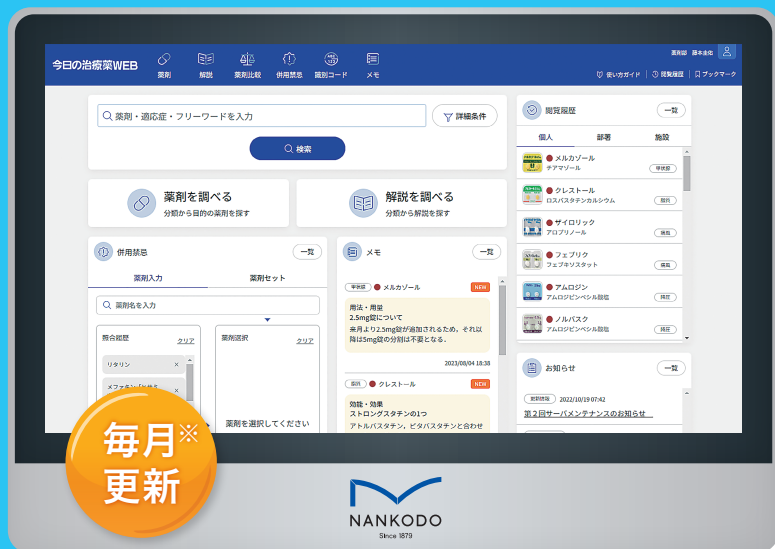 今日の治療薬WEB
薬剤
解説
薬剤比較
併用禁忌
識別コード
メモ
薬剤部 藤本圭佑
使い方ガイド
閲覧履歴
ブックマーク
薬剤・適応症・フリーワードを入力
詳細条件
検索
薬剤を調べる
分類から目的の薬剤を探す
解説を調べる
分類から解説を探す
併用禁忌
一覧
薬剤入力
薬剤セット
薬剤名を入力
照合履歴
クリア
リタリン ×
×
薬剤選択
クリア
薬剤を選択してください
メモ
一覧
甲状腺
メルカゾール
NEW
用法・用量
2.5mg錠について
来月より2.5mg錠が追加されるため、それ以
降は5mg錠の分割は不要となる。
2023/08/04 18:38
脂質
クレストール
NEW
効能・効果
ストロングスタチンの1つ
アトルバスタチン，ピタバスタチンと合わせ
閲覧履歴
一覧
個人
部署
施設
メルカゾール
チアマゾール
甲状腺
クレストール
ロスバスタチンカルシウム
脂質
ザイロリック
アロプリノール
痛風
フェブリク
フェブキソスタット
痛風
アムロジン
アムロジピンベシル酸塩
降圧
ノルバスク
アムロジピンベシル酸塩
降圧
お知らせ
一覧
更新情報
2022/10/19 07:42
第２回サーバメンテナンスのお知らせ
毎月※
更新
NANKODO
Since 1879